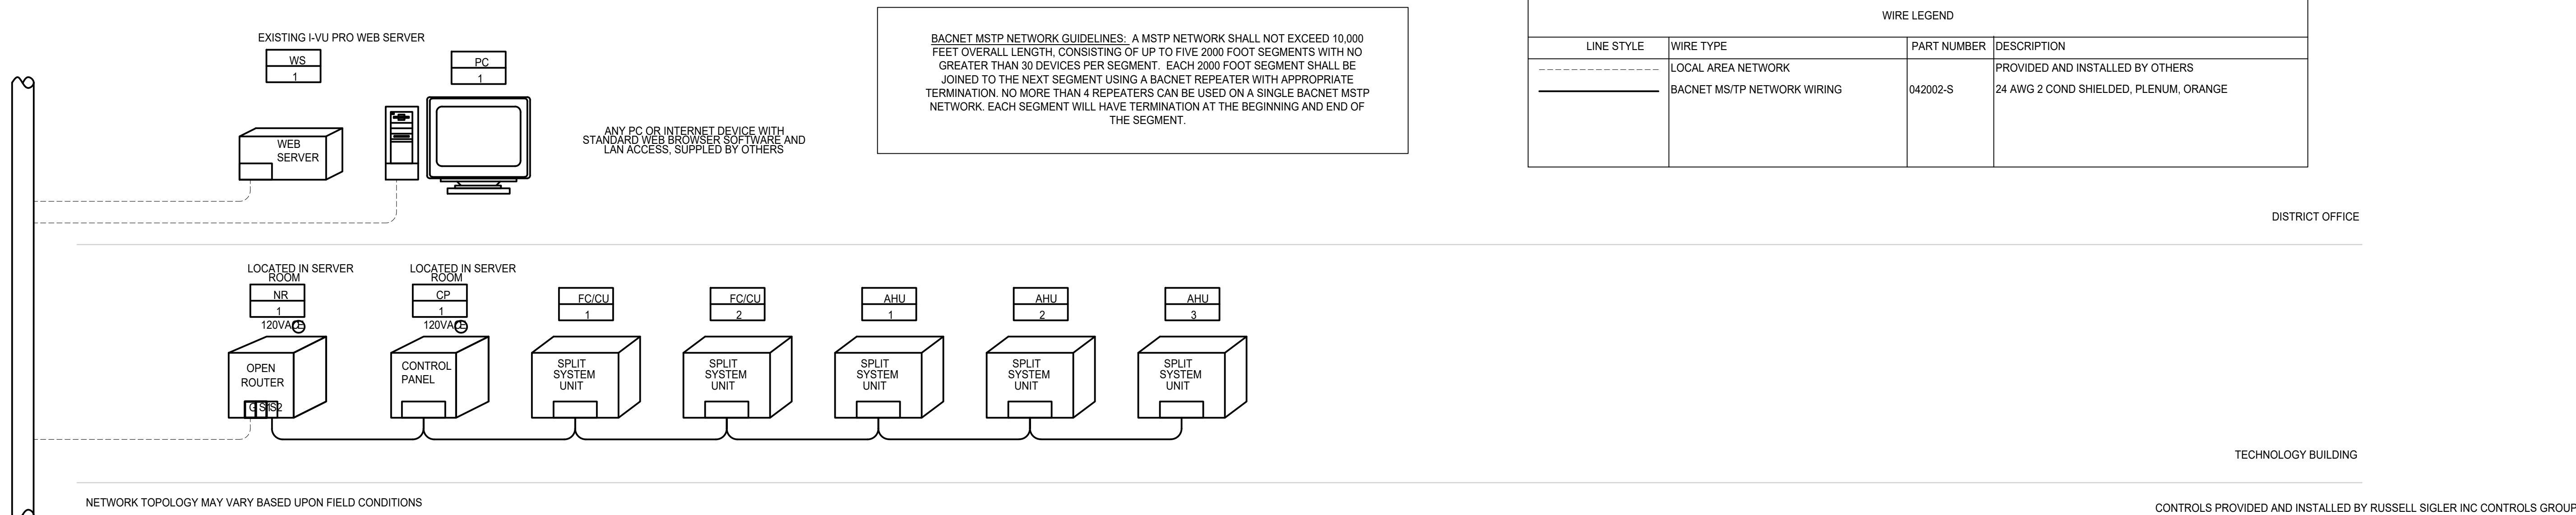 EXISTING I-VU PRO WEB SERVER
WS
1
PC
1
WEB
SERVER
ANY PC OR INTERNET DEVICE WITH
STANDARD WEB BROWSER SOFTWARE AND
LAN ACCESS, SUPPLED BY OTHERS
BACNET MSTP NETWORK GUIDELINES: A MSTP NETWORK SHALL NOT EXCEED 10,000
FEET OVERALL LENGTH, CONSISTING OF UP TO FIVE 2000 FOOT SEGMENTS WITH NO
GREATER THAN 30 DEVICES PER SEGMENT. EACH 2000 FOOT SEGMENT SHALL BE
JOINED TO THE NEXT SEGMENT USING A BACNET REPEATER WITH APPROPRIATE
TERMINATION. NO MORE THAN 4 REPEATERS CAN BE USED ON A SINGLE BACNET MSTP
NETWORK. EACH SEGMENT WILL HAVE TERMINATION AT THE BEGINNING AND END OF
THE SEGMENT.
WIRE LEGEND
LINE STYLE WIRE TYPE PART NUMBER DESCRIPTION
LOCAL AREA NETWORK PROVIDED AND INSTALLED BY OTHERS
BACNET MS/TP NETWORK WIRING 042002-S 24 AWG 2 COND SHIELDED, PLENUM, ORANGE
DISTRICT OFFICE
LOCATED IN SERVER
ROOM
NR
1
120VAC
OPEN
ROUTER
G S1 S2
LOCATED IN SERVER
ROOM
CP
1
120VAC
CONTROL
PANEL
FC/CU
1
SPLIT
SYSTEM
UNIT
FC/CU
2
SPLIT
SYSTEM
UNIT
AHU
1
SPLIT
SYSTEM
UNIT
AHU
2
SPLIT
SYSTEM
UNIT
AHU
3
SPLIT
SYSTEM
UNIT
TECHNOLOGY BUILDING
NETWORK TOPOLOGY MAY VARY BASED UPON FIELD CONDITIONS
CONTROLS PROVIDED AND INSTALLED BY RUSSELL SIGLER INC CONTROLS GROUP